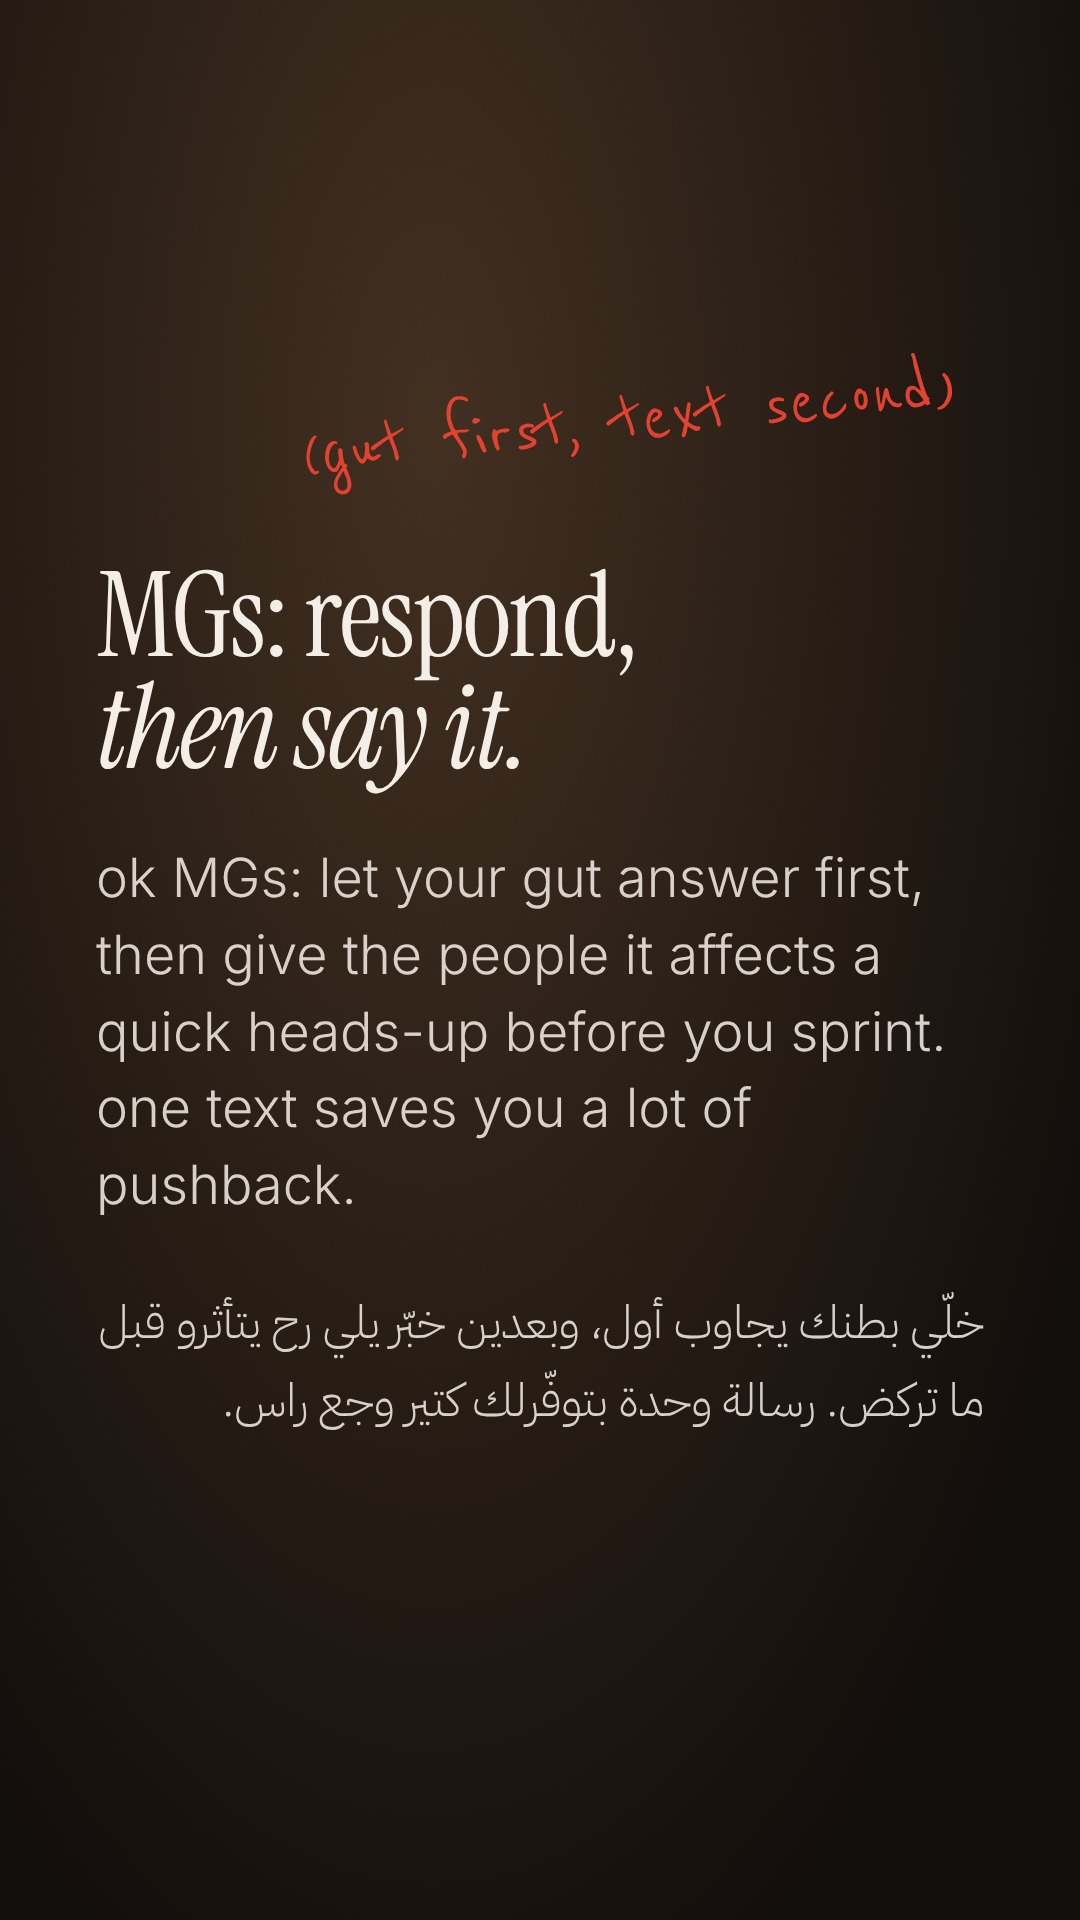 (gut first, text second)
MGs: respond,
then say it.
ok MGs: let your gut answer first,
then give the people it affects a
quick heads-up before you sprint.
one text saves you a lot of
pushback.
خلّي بطنك يجاوب أول، وبعدين خبّر يلي رح يتأثرو قبل
ما تركض. رسالة وحدة بتوفّرلك كتير وجع راس.